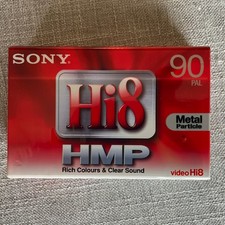 SONY
90
PAL
Hi8
Metal
Particle
HMP
Rich Colours & Clear Sound
video Hi8